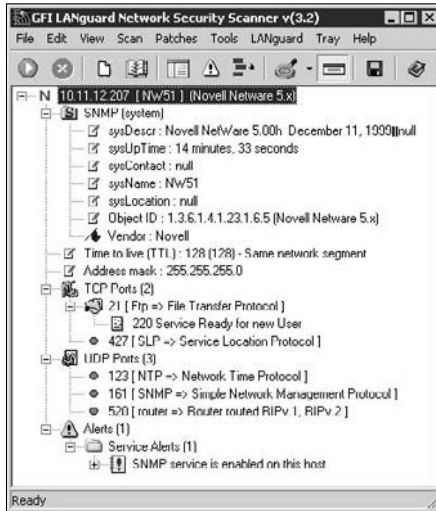 GFI LANguard Network Security Scanner v(3.2)
File Edit View Scan Patches Tools LANguard Tray Help
N 10.11.12.207 [ NW51 ] (Novell Netware 5.x)
SNMP (system)
sysDescr : Novell NetWare 5.00h December 11, 1999||null
sysUpTime : 14 minutes, 33 seconds
sysContact : null
sysName : NW51
sysLocation : null
Object ID : 1.3.6.1.4.1.23.1.6.5 (Novell Netware 5.x)
Vendor : Novell
Time to live (TTL) : 128 (128) - Same network segment
Address mask : 255.255.255.0
TCP Ports (2)
21 [ Ftp => File Transfer Protocol ]
220 Service Ready for new User
427 [ SLP => Service Location Protocol ]
UDP Ports (3)
123 [ NTP => Network Time Protocol ]
161 [ SNMP => Simple Network Management Protocol ]
520 [ router => Router routed RIPv.1, RIPv.2 ]
Alerts (1)
Service Alerts (1)
SNMP service is enabled on this host
Ready